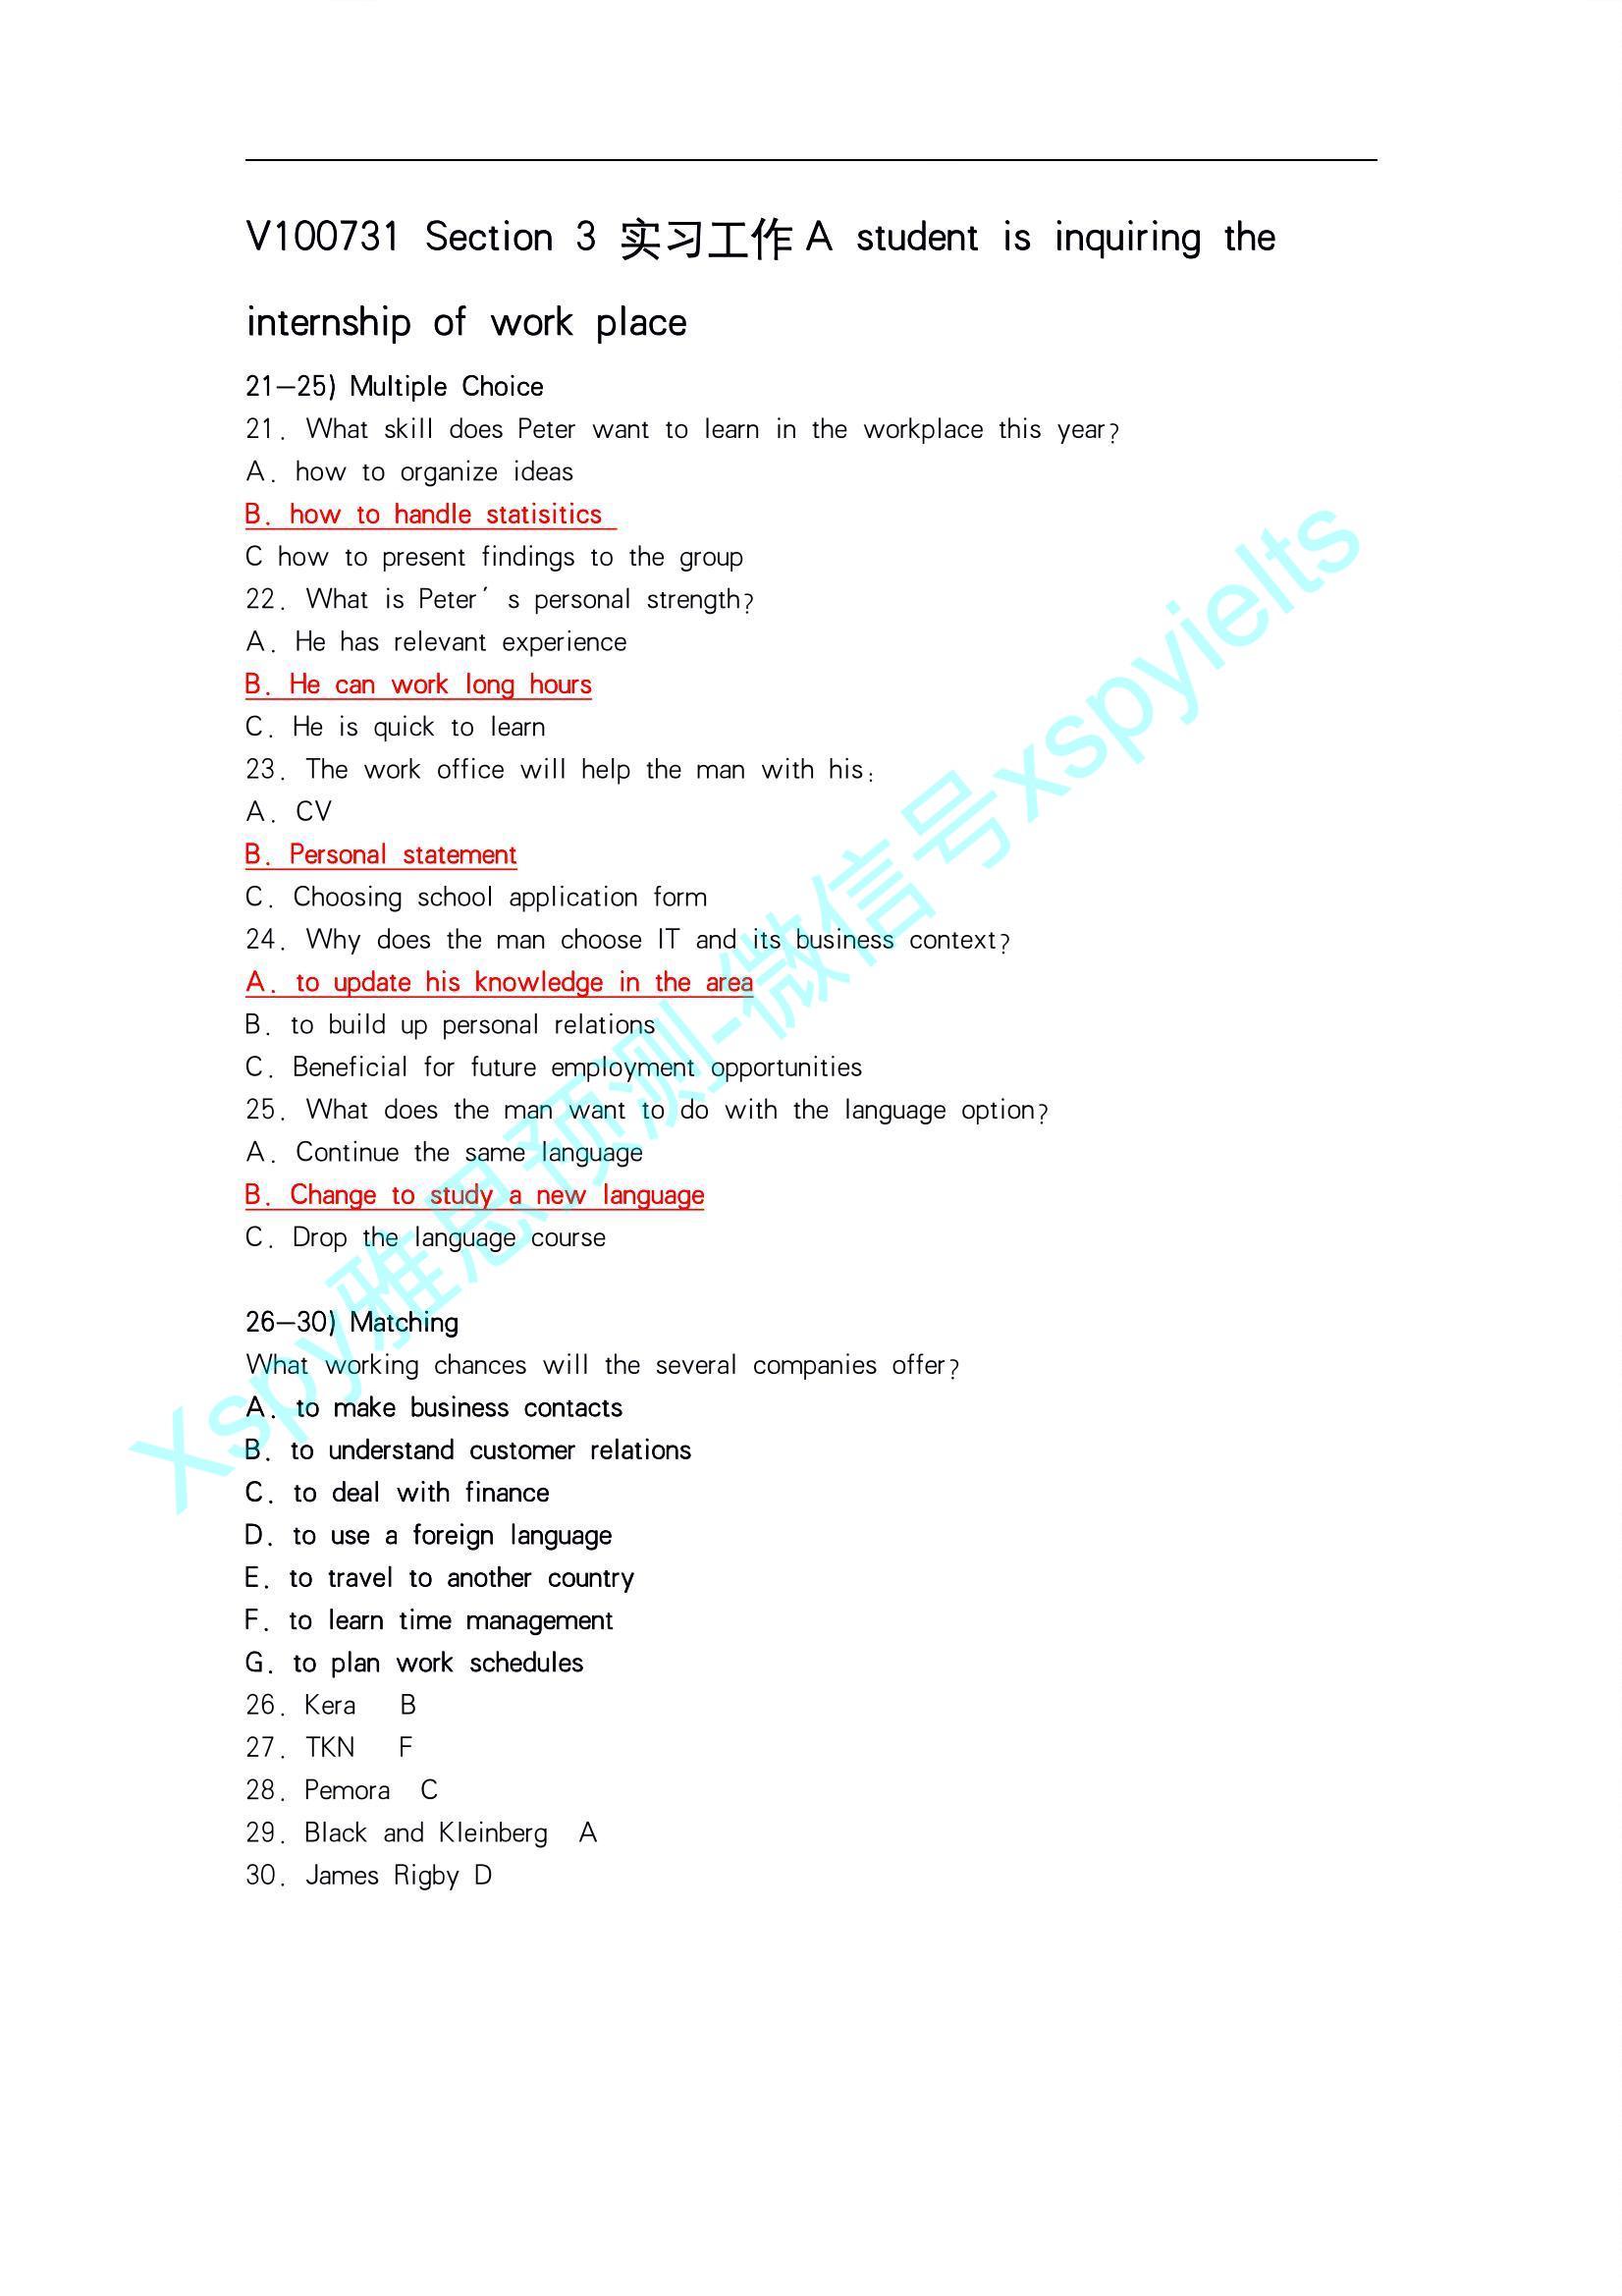 V100731 Section 3 实习工作 A student is inquiring the
internship of work place
21—25) Multiple Choice
21. What skill does Peter want to learn in the workplace this year?
A. how to organize ideas
B. how to handle statisitics
C how to present findings to the group
22. What is Peter′ s personal strength?
A. He has relevant experience
B. He can work long hours
C. He is quick to learn
23. The work office will help the man with his:
A. CV
B. Personal statement
C. Choosing school application form
24. Why does the man choose IT and its business context?
A. to update his knowledge in the area
B. to build up personal relations
C. Beneficial for future employment opportunities
25. What does the man want to do with the language option?
A. Continue the same language
B. Change to study a new language
C. Drop the language course
26—30) Matching
What working chances will the several companies offer?
A. to make business contacts
B. to understand customer relations
C. to deal with finance
D. to use a foreign language
E. to travel to another country
F. to learn time management
G. to plan work schedules
26. Kera B
27. TKN F
28. Pemora C
29. Black and Kleinberg A
30. James Rigby D
Xspy雅思预测-微信号xspyielts